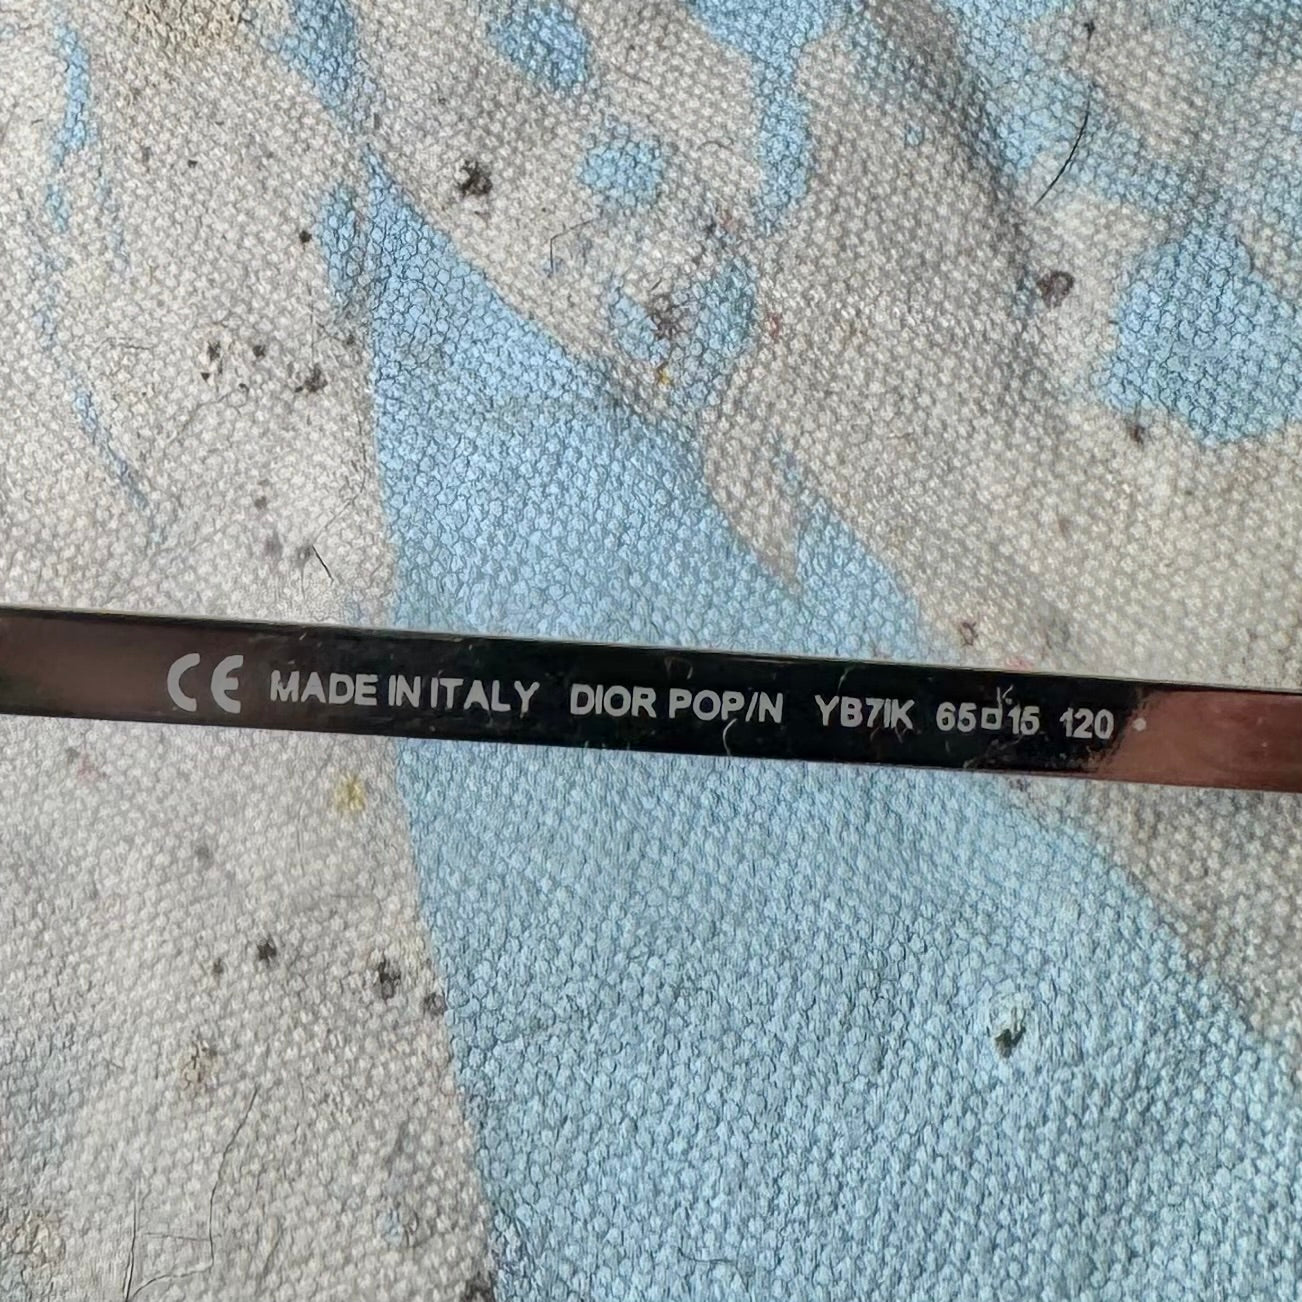 CE MADE IN ITALY DIOR POP/N YB7IK 65□15 120